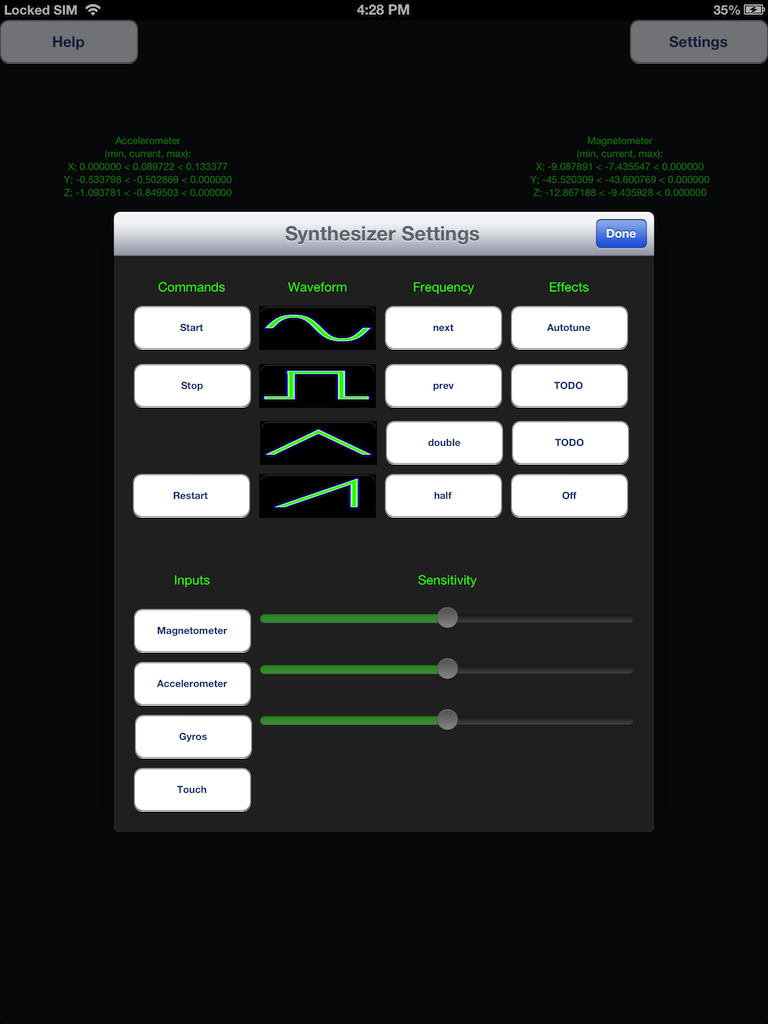 Locked SIM 4:28 PM 35%
Help Settings
Accelerometer
(min, current, max):
X; 0.000000 < 0.089722 < 0.133377
Y; -0.533798 < -0.502869 < 0.000000
Z; -1.093781 < -0.849503 < 0.000000
Magnetometer
(min, current, max):
X; -9.087891 < -7.435547 < 0.000000
Y; -45.520309 < -43.600769 < 0.000000
Z; -12.867188 < -9.435928 < 0.000000
Synthesizer Settings Done
Commands Waveform Frequency Effects
Start next Autotune
Stop prev TODO
double TODO
Restart half Off
Inputs Sensitivity
Magnetometer
Accelerometer
Gyros
Touch